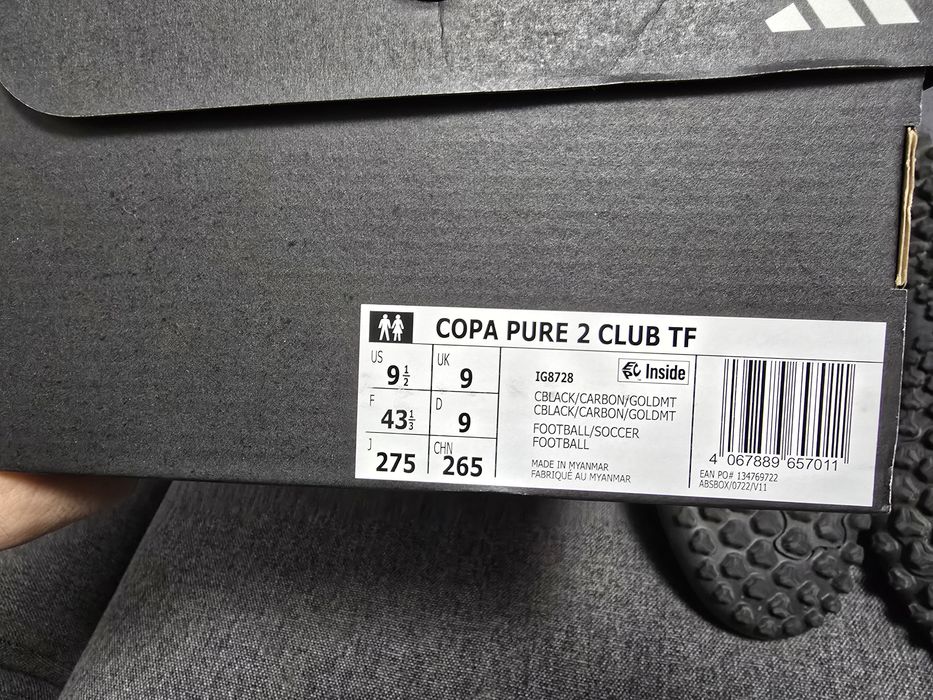 COPA PURE 2 CLUB TF
US 9 1/2
UK 9
F 43 1/3
D 9
J 275
CHN 265
IG8728
Inside
CBLACK/CARBON/GOLDMT
CBLACK/CARBON/GOLDMT
FOOTBALL/SOCCER
FOOTBALL
MADE IN MYANMAR
FABRIQUÉ AU MYANMAR
4 067889 657011
EAN PO# 134769722
ABSBOX/0722/V11